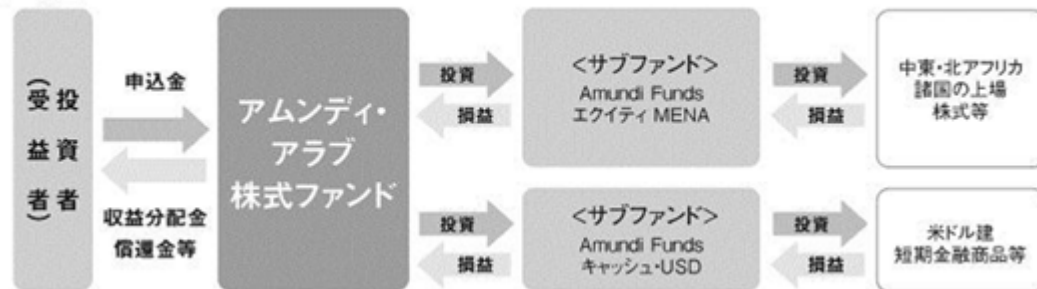 投資者
(受益者)
申込金
収益分配金
償還金等
アムンディ・
アラブ
株式ファンド
投資
損益
<サブファンド>
Amundi Funds
エクイティ MENA
投資
損益
中東・北アフリカ
諸国の上場
株式等
投資
損益
<サブファンド>
Amundi Funds
キャッシュ・USD
投資
損益
米ドル建
短期金融商品等